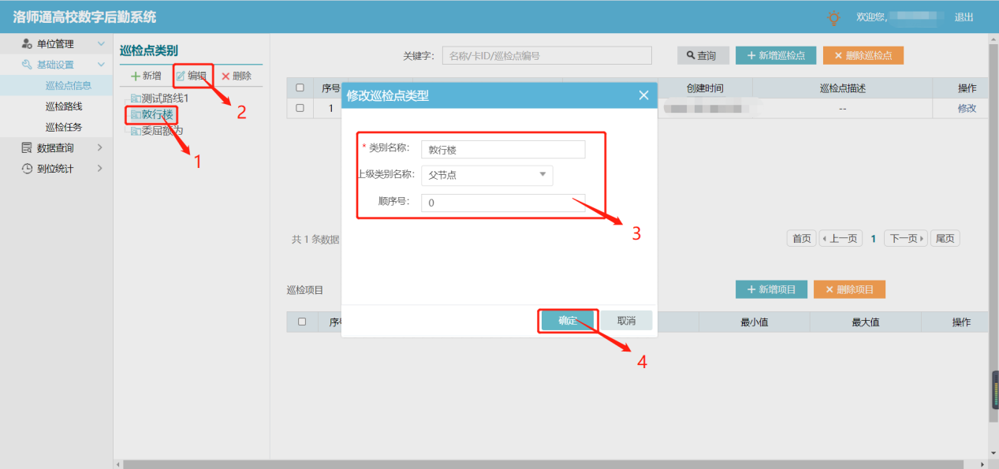 洛师通高校数字后勤系统
欢迎您, 退出
单位管理
基础设置
巡检点信息
巡检路线
巡检任务
数据查询
到位统计
巡检点类别
新增 编辑 删除
测试路线1
敦行楼
委屈额为
1
2
关键字: 名称/卡ID/巡检点编号 查询 新增巡检点 删除巡检点
序号 创建时间 巡检点描述 操作
1 -- 修改
修改巡检点类型
* 类别名称: 敦行楼
上级类别名称: 父节点
顺序号: 0
3
确定 取消
4
共 1 条数据 首页 上一页 1 下一页 尾页
巡检项目 新增项目 删除项目
序号 最小值 最大值 操作